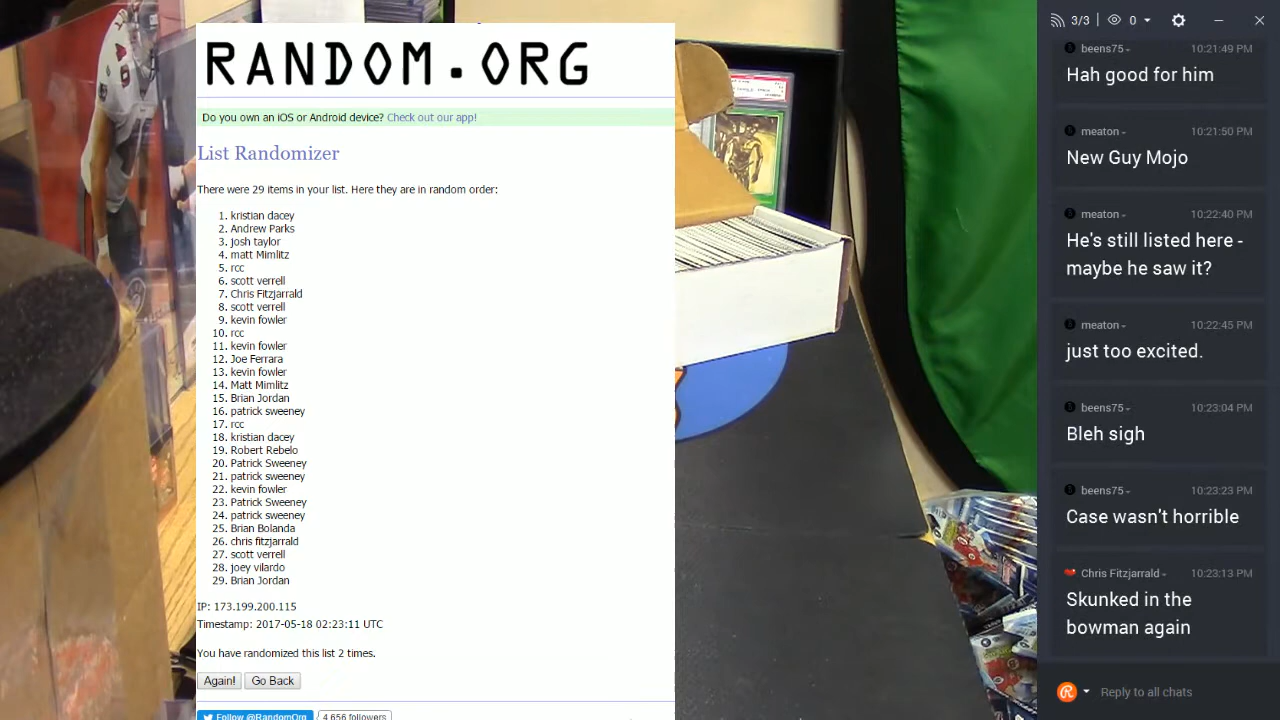 RANDOM.ORG
Do you own an iOS or Android device? Check out our app!
List Randomizer
There were 29 items in your list. Here they are in random order:
1. kristian dacey
2. Andrew Parks
3. josh taylor
4. matt Mimlitz
5. rcc
6. scott verrell
7. Chris Fitzjarrald
8. scott verrell
9. kevin fowler
10. rcc
11. kevin fowler
12. Joe Ferrara
13. kevin fowler
14. Matt Mimlitz
15. Brian Jordan
16. patrick sweeney
17. rcc
18. kristian dacey
19. Robert Rebelo
20. Patrick Sweeney
21. patrick sweeney
22. kevin fowler
23. Patrick Sweeney
24. patrick sweeney
25. Brian Bolanda
26. chris fitzjarrald
27. scott verrell
28. joey vilardo
29. Brian Jordan
IP: 173.199.200.115
Timestamp: 2017-05-18 02:23:11 UTC
You have randomized this list 2 times.
Again! Go Back
Follow @RandomOrg 4,656 followers
3/3 0
beens75 10:21:49 PM
Hah good for him
meaton 10:21:50 PM
New Guy Mojo
meaton 10:22:40 PM
He's still listed here -
maybe he saw it?
meaton 10:22:45 PM
just too excited.
beens75 10:23:04 PM
Bleh sigh
beens75 10:23:23 PM
Case wasn't horrible
Chris Fitzjarrald 10:23:13 PM
Skunked in the
bowman again
Reply to all chats